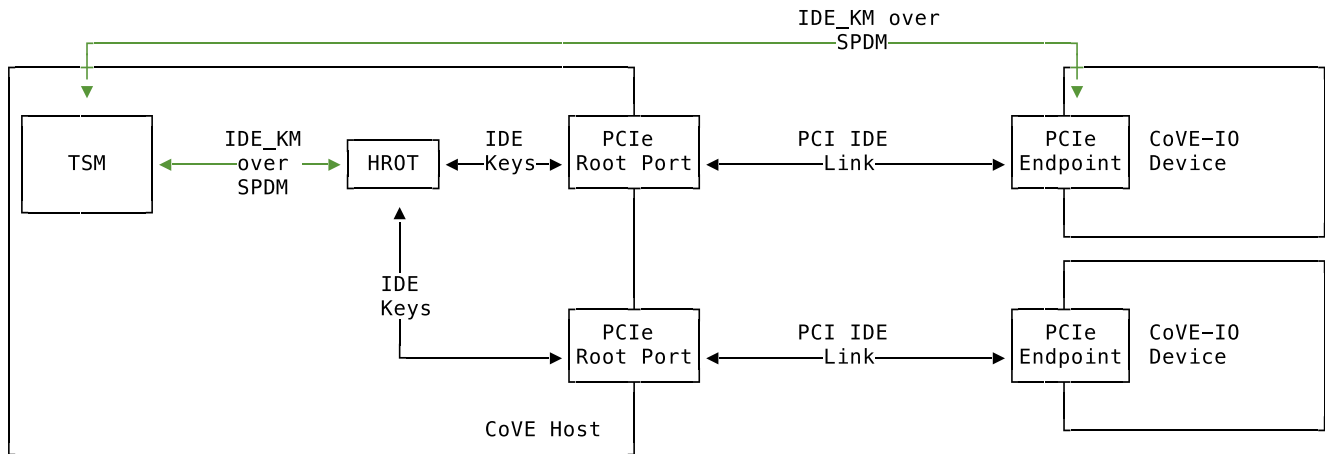 IDE_KM over
SPDM
TSM
IDE_KM
over
SPDM
HROT
IDE
Keys
PCIe
Root Port
PCI IDE
Link
PCIe
Endpoint
CoVE-IO
Device
IDE
Keys
PCIe
Root Port
PCI IDE
Link
PCIe
Endpoint
CoVE-IO
Device
CoVE Host